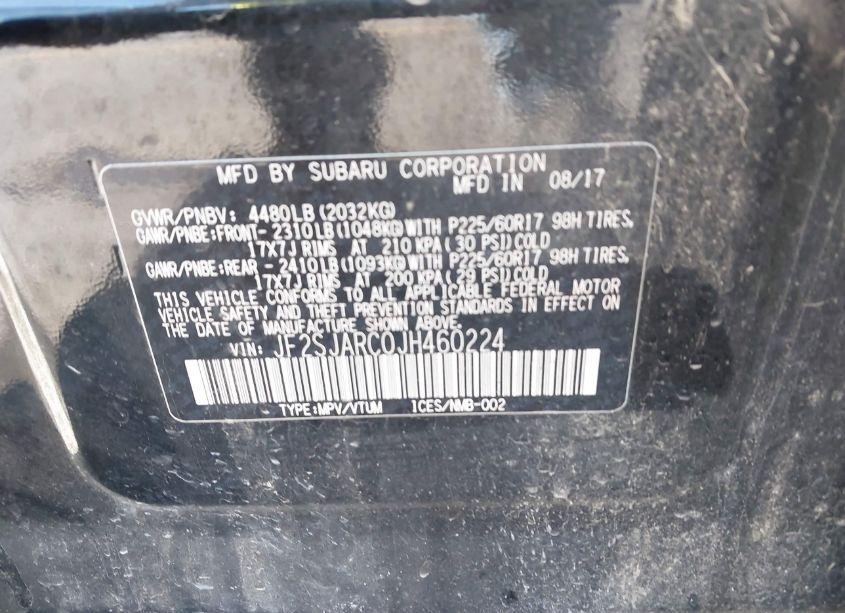 MFD BY SUBARU CORPORATION
MFD IN 08/17
GVWR/PNBV: 4480LB(2032KG)
GAWR/PNBE:FRONT- 2310LB(1048KG)WITH P225/60R17 98H TIRES,
17X7J RIMS AT 210 KPA(30 PSI)COLD
GAWR/PNBE:REAR - 2410LB(1093KG)WITH P225/60R17 98H TIRES,
17X7J RIMS AT 200 KPA(29 PSI)COLD
THIS VEHICLE CONFORMS TO ALL APPLICABLE FEDERAL MOTOR
VEHICLE SAFETY AND THEFT PREVENTION STANDARDS IN EFFECT ON
THE DATE OF MANUFACTURE SHOWN ABOVE.
VIN: JF2SJARC0JH460224
TYPE:MPV/VTUM ICES/NMB-002